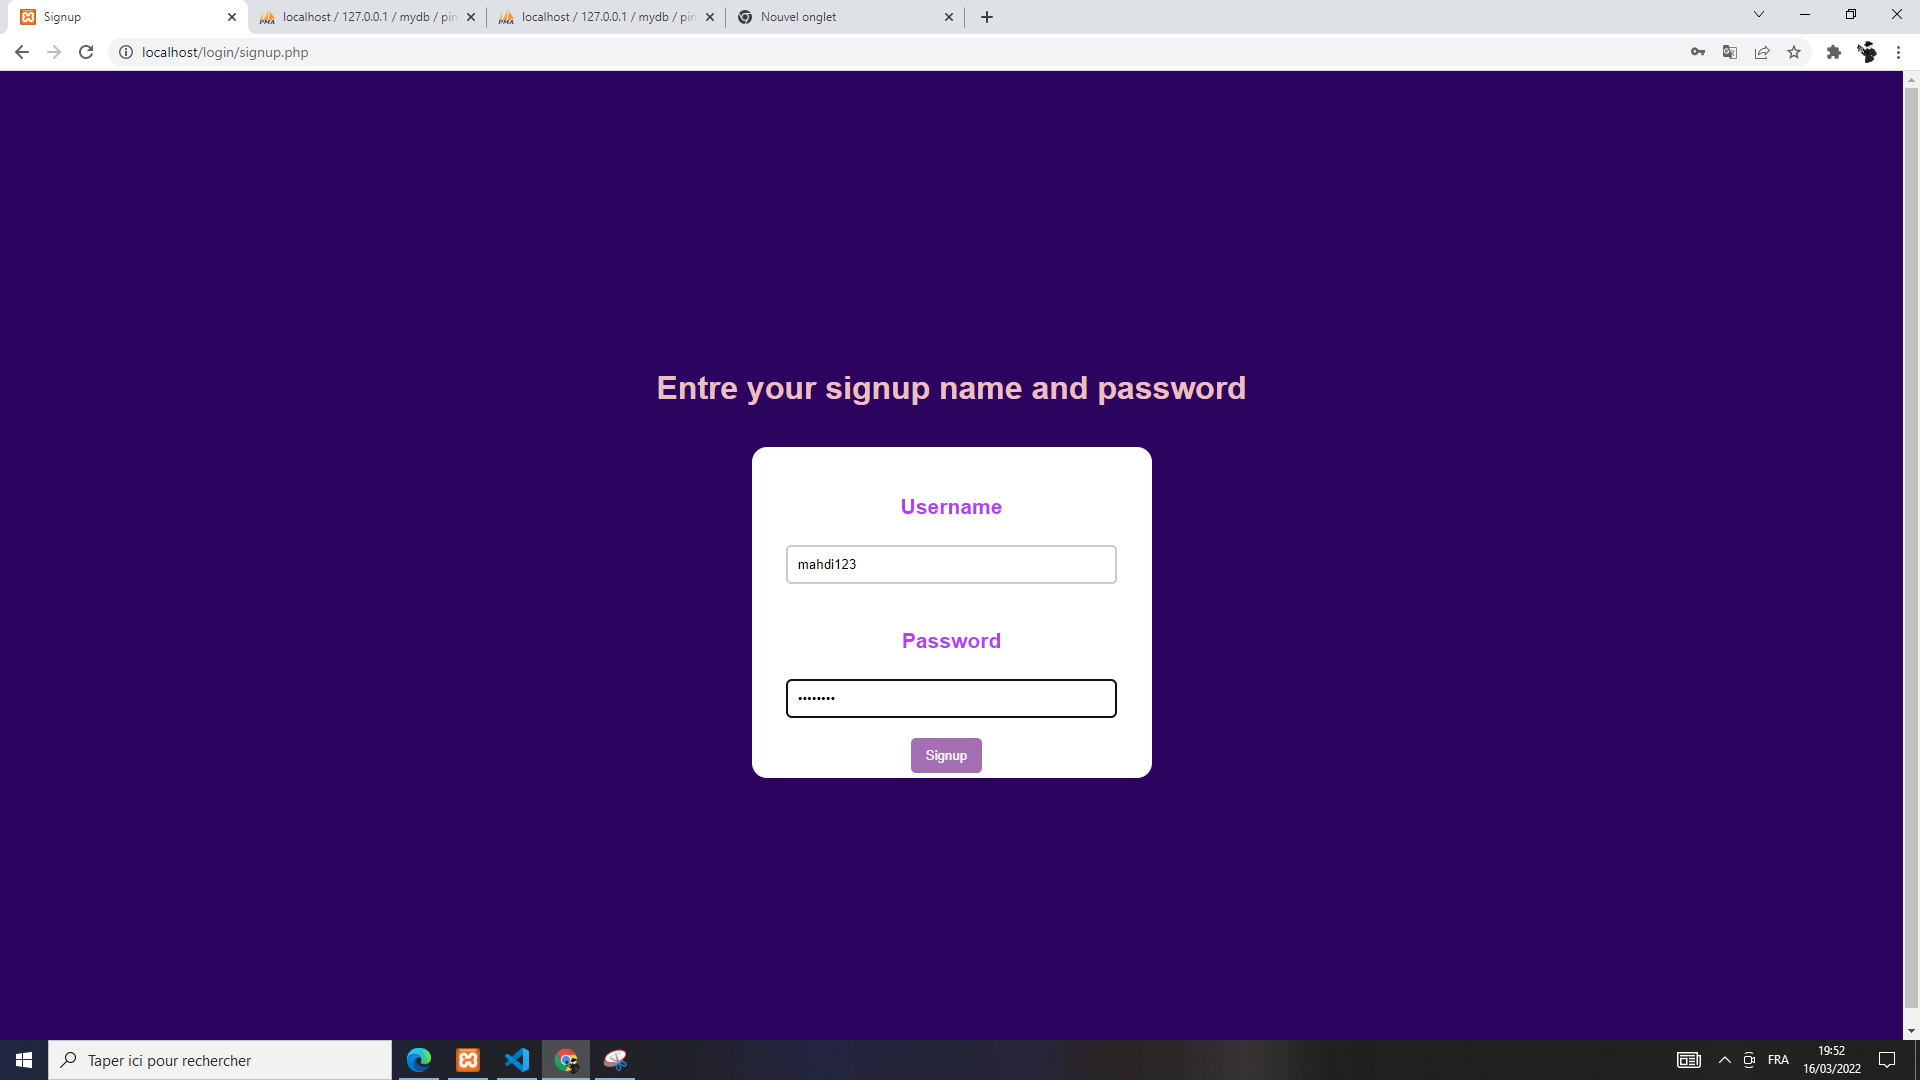 Signup
localhost / 127.0.0.1 / mydb / pin
localhost / 127.0.0.1 / mydb / pin
Nouvel onglet
localhost/login/signup.php
Entre your signup name and password
Username
mahdi123
Password
••••••••
Signup
Taper ici pour rechercher
FRA
19:52
16/03/2022